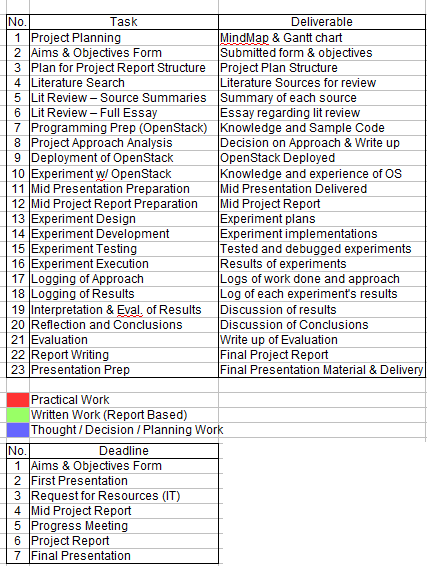 No. Task Deliverable
1 Project Planning MindMap & Gantt chart
2 Aims & Objectives Form Submitted form & objectives
3 Plan for Project Report Structure Project Plan Structure
4 Literature Search Literature Sources for review
5 Lit Review – Source Summaries Summary of each source
6 Lit Review – Full Essay Essay regarding lit review
7 Programming Prep (OpenStack) Knowledge and Sample Code
8 Project Approach Analysis Decision on Approach & Write up
9 Deployment of OpenStack OpenStack Deployed
10 Experiment w/ OpenStack Knowledge and experience of OS
11 Mid Presentation Preparation Mid Presentation Delivered
12 Mid Project Report Preparation Mid Project Report
13 Experiment Design Experiment plans
14 Experiment Development Experiment implementations
15 Experiment Testing Tested and debugged experiments
16 Experiment Execution Results of experiments
17 Logging of Approach Logs of work done and approach
18 Logging of Results Log of each experiment's results
19 Interpretation & Eval. of Results Discussion of results
20 Reflection and Conclusions Discussion of Conclusions
21 Evaluation Write up of Evaluation
22 Report Writing Final Project Report
23 Presentation Prep Final Presentation Material & Delivery
Practical Work
Written Work (Report Based)
Thought / Decision / Planning Work
No. Deadline
1 Aims & Objectives Form
2 First Presentation
3 Request for Resources (IT)
4 Mid Project Report
5 Progress Meeting
6 Project Report
7 Final Presentation